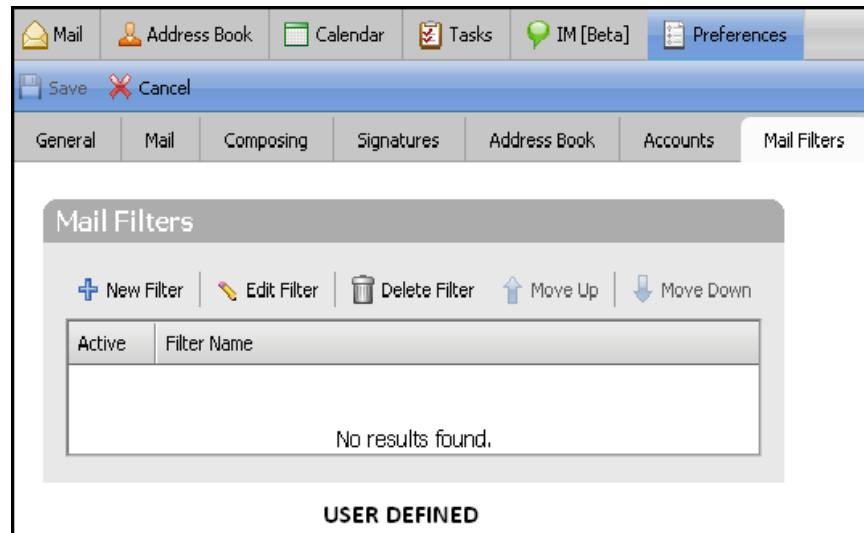 Mail Address Book Calendar Tasks IM [Beta] Preferences
Save Cancel
General Mail Composing Signatures Address Book Accounts Mail Filters
Mail Filters
New Filter Edit Filter Delete Filter Move Up Move Down
Active Filter Name
No results found.
USER DEFINED